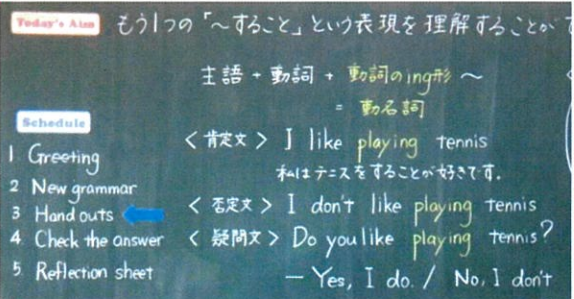 Today's Aim
もう1つの「〜すること」という表現を理解することが
主語 + 動詞 + 動詞のing形 〜
= 動名詞
Schedule
1 Greeting
2 New grammar
3 Hand outs
4 Check the answer
5 Reflection sheet
<肯定文> I like playing tennis
私はテニスをすることが好きです.
<否定文> I don't like playing tennis
<疑問文> Do you like playing tennis?
— Yes, I do. / No, I don't